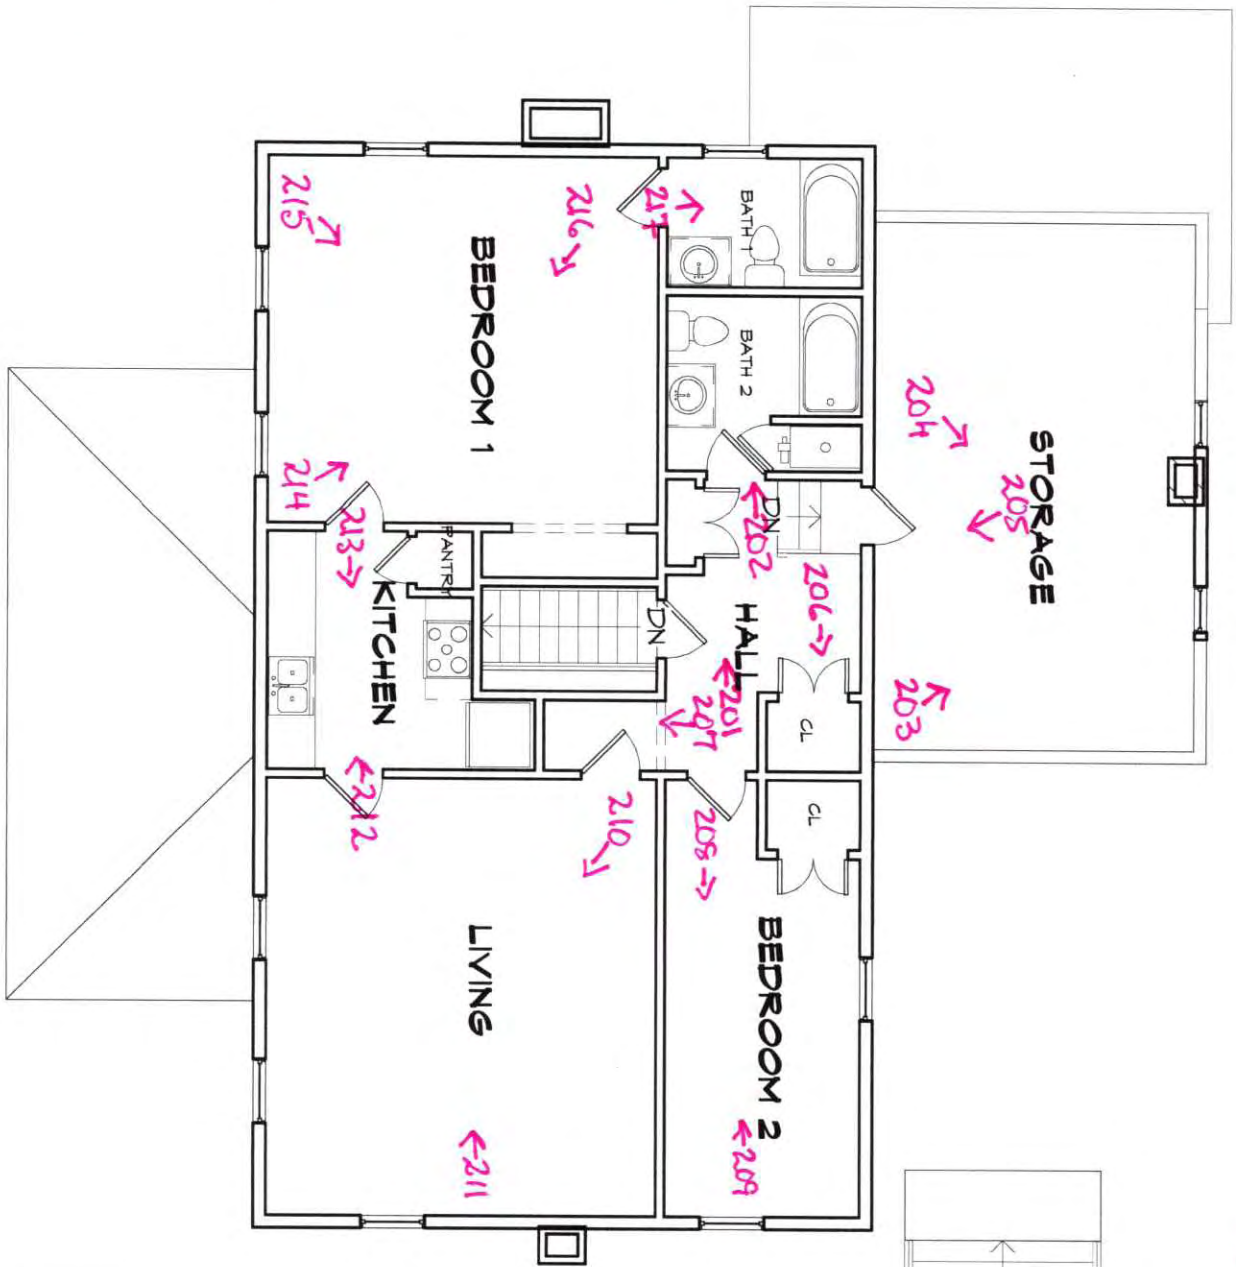 STORAGE
205
204
203
206
CL
CL
DN
202
BATH 1
BATH 2
HALL
BEDROOM 2
201
209
207
208
217
DN
210
216
BEDROOM 1
LIVING
211
PANTRY
KITCHEN
213
212
215
214